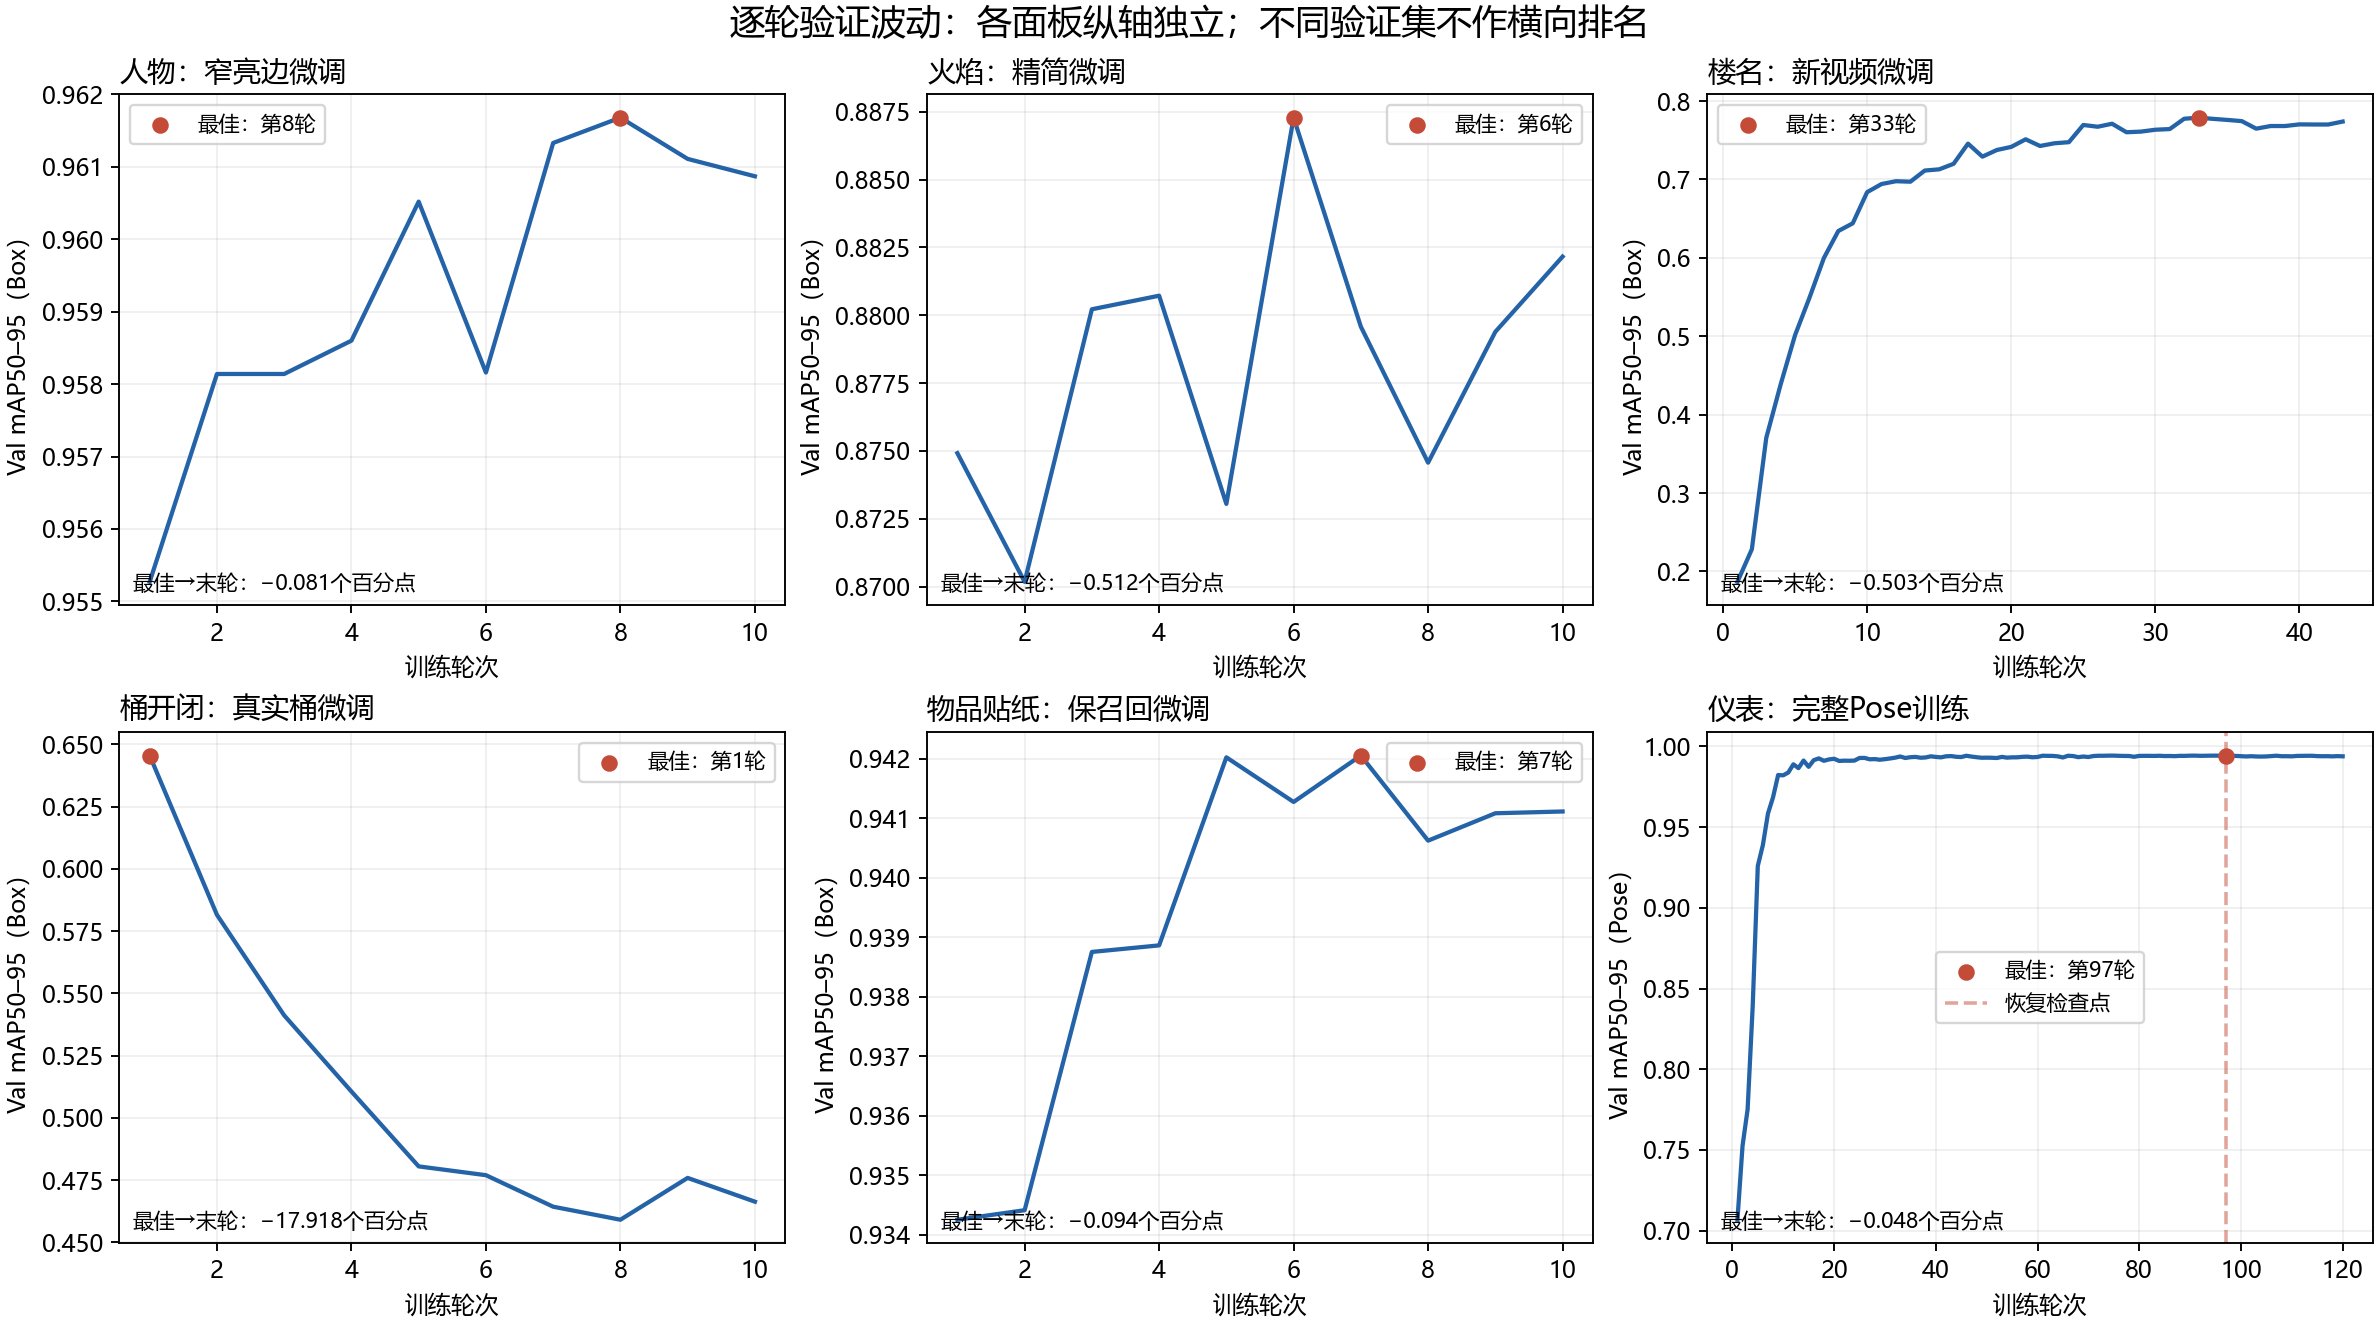 逐轮验证波动：各面板纵轴独立；不同验证集不作横向排名
人物：窄亮边微调
Val mAP50–95（Box）
0.962
0.961
0.960
0.959
0.958
0.957
0.956
0.955
最佳：第8轮
最佳→末轮：−0.081个百分点
2 4 6 8 10
训练轮次
火焰：精简微调
Val mAP50–95（Box）
0.8875
0.8850
0.8825
0.8800
0.8775
0.8750
0.8725
0.8700
最佳：第6轮
最佳→末轮：−0.512个百分点
2 4 6 8 10
训练轮次
楼名：新视频微调
Val mAP50–95（Box）
0.8
0.7
0.6
0.5
0.4
0.3
0.2
最佳：第33轮
最佳→末轮：−0.503个百分点
0 10 20 30 40
训练轮次
桶开闭：真实桶微调
Val mAP50–95（Box）
0.650
0.625
0.600
0.575
0.550
0.525
0.500
0.475
0.450
最佳：第1轮
最佳→末轮：−17.918个百分点
2 4 6 8 10
训练轮次
物品贴纸：保召回微调
Val mAP50–95（Box）
0.942
0.941
0.940
0.939
0.938
0.937
0.936
0.935
0.934
最佳：第7轮
最佳→末轮：−0.094个百分点
2 4 6 8 10
训练轮次
仪表：完整Pose训练
Val mAP50–95（Pose）
1.00
0.95
0.90
0.85
0.80
0.75
0.70
最佳：第97轮
恢复检查点
最佳→末轮：−0.048个百分点
0 20 40 60 80 100 120
训练轮次